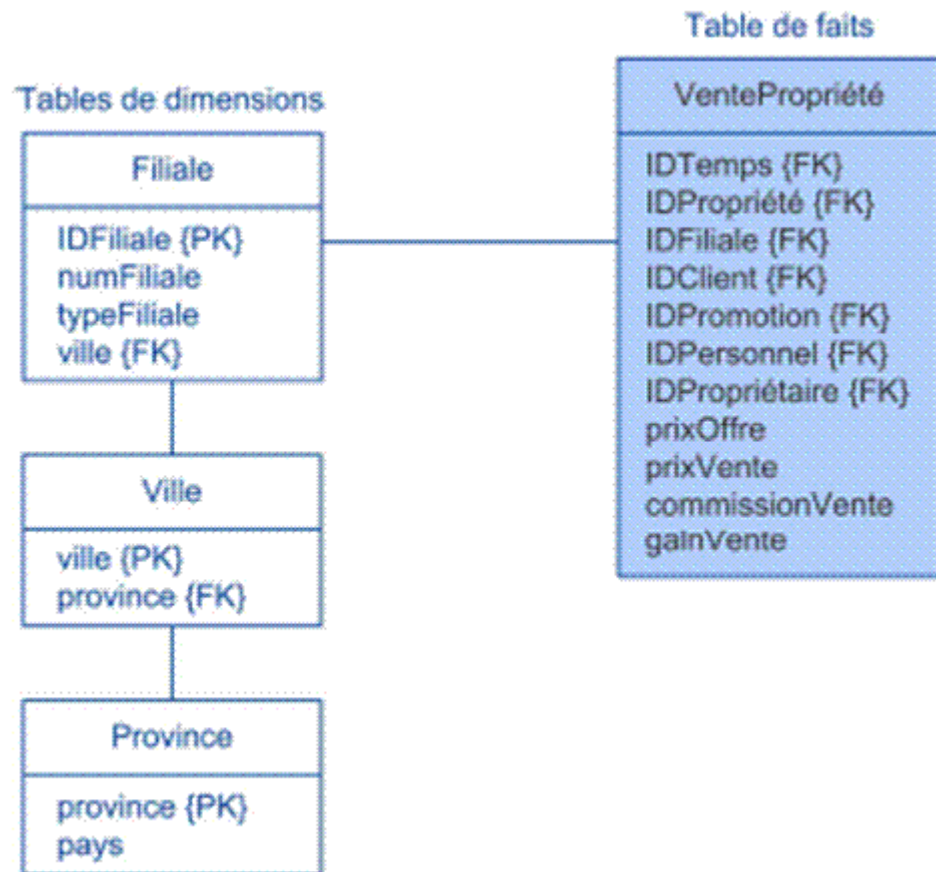 Tables de dimensions
Filiale
IDFiliale {PK}
numFiliale
typeFiliale
ville {FK}
Ville
ville {PK}
province {FK}
Province
province {PK}
pays
Table de faits
VentePropriété
IDTemps {FK}
IDPropriété {FK}
IDFiliale {FK}
IDClient {FK}
IDPromotion {FK}
IDPersonnel {FK}
IDPropriétaire {FK}
prixOffre
prixVente
commissionVente
gainVente